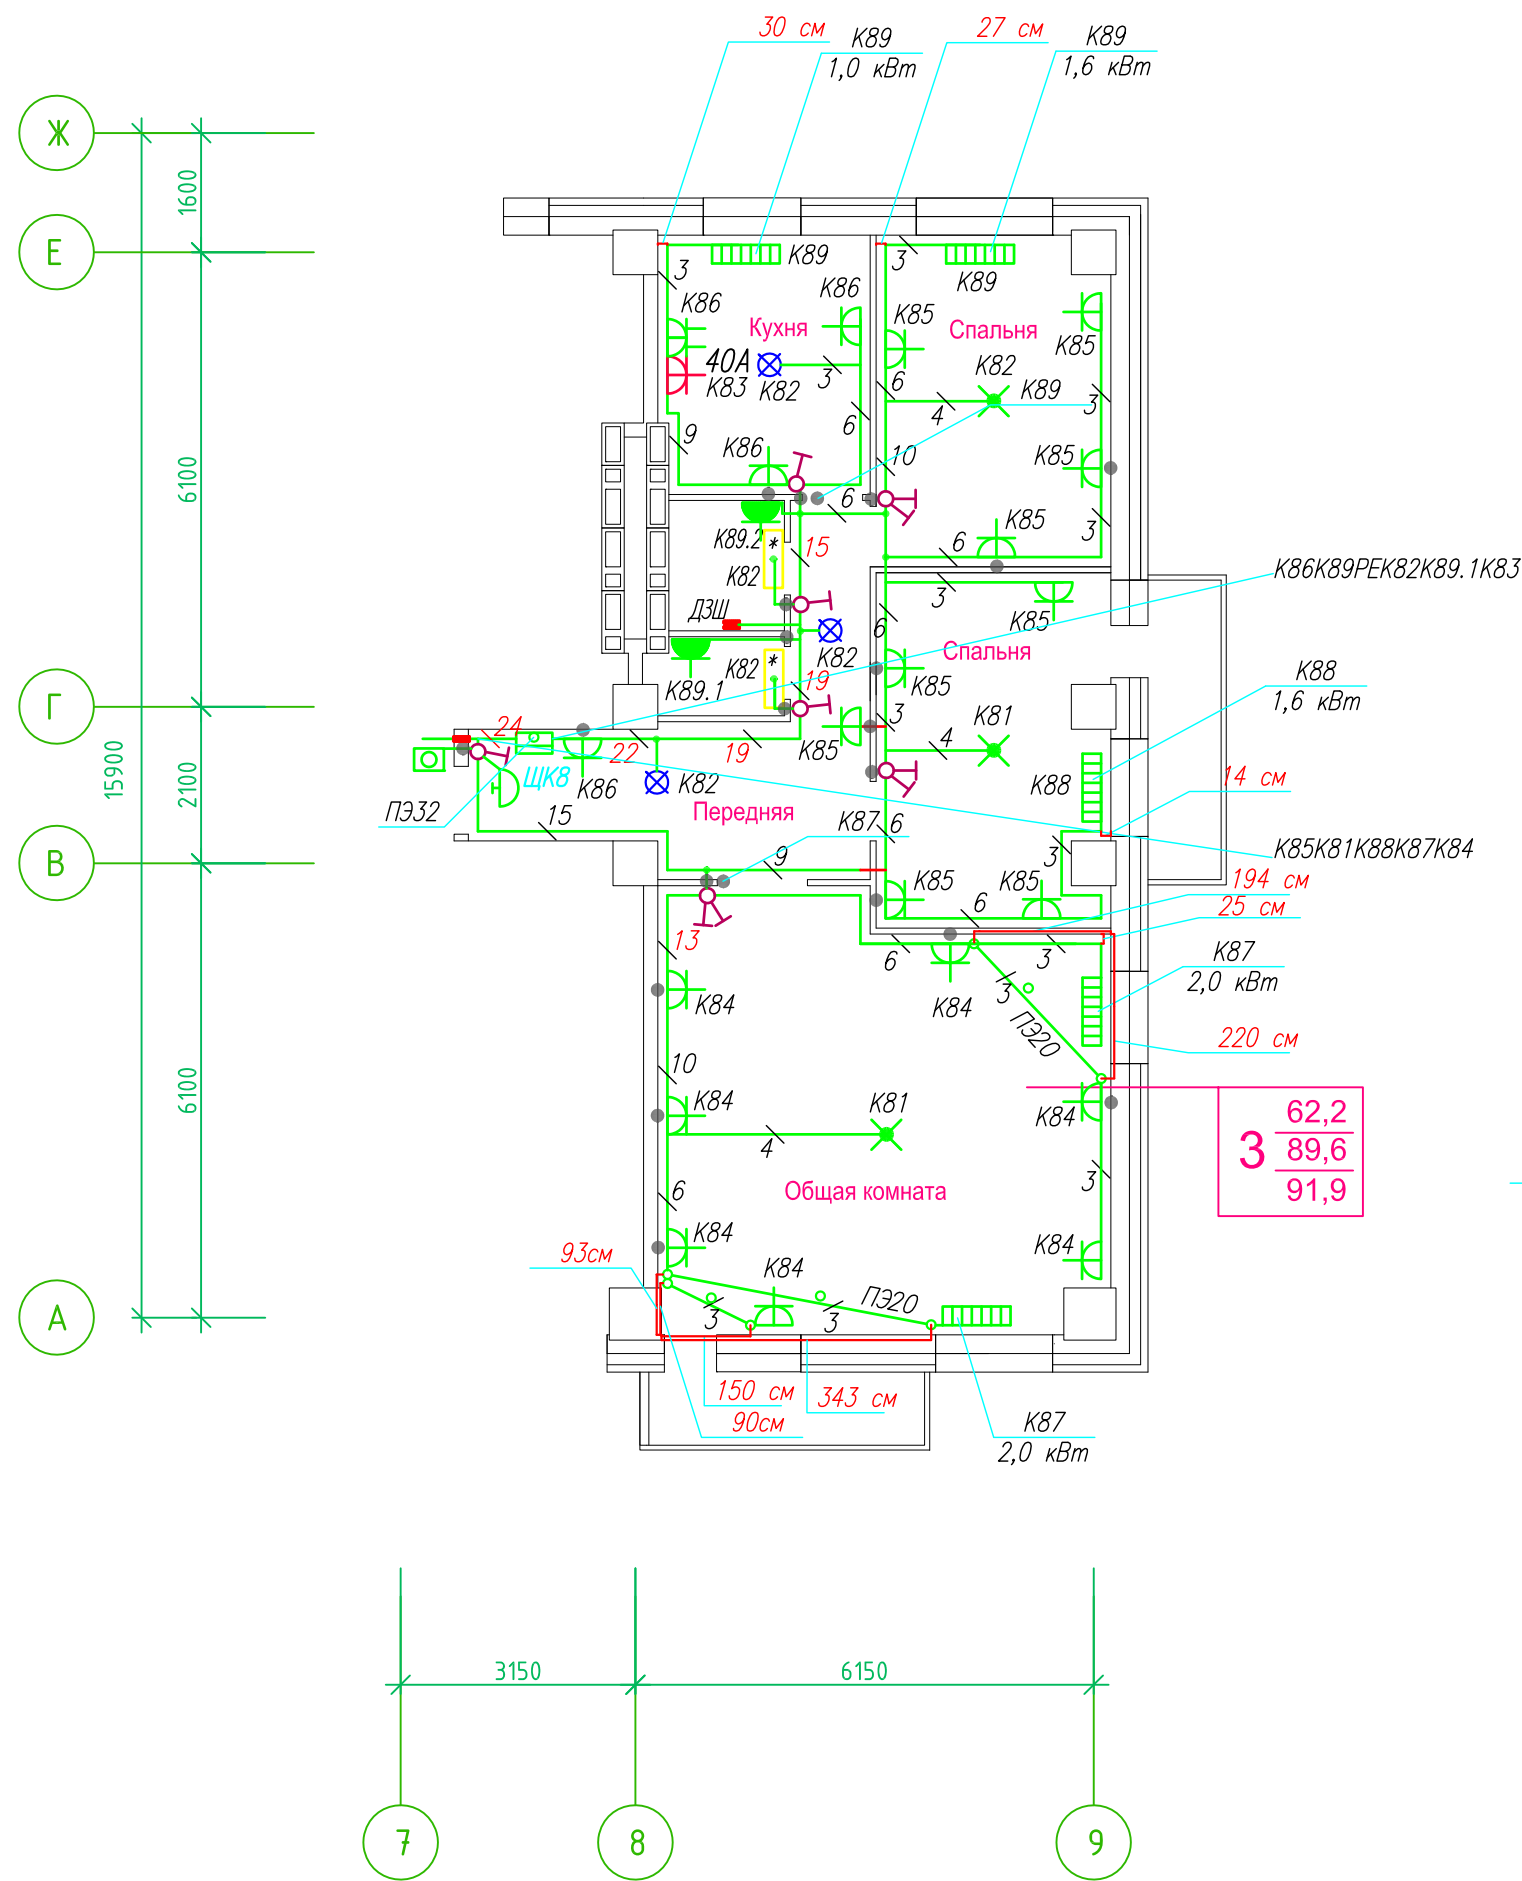 30 см
К89
1,0 кВт
27 см
К89
1,6 кВт
Ж
1600
Е
3
К89
К86
3
К89
К86
Кухня
К85
Спальня
К85
40А
К83
К82
3
6
К82
К89
4
3
6
9
К86
10
К85
6100
6
К85
3
К89.2
*
15
6
К82
К86К89РЕК82К89.1К83
ДЗШ
3
К85
6
К82
Спальня
К82
*
19
К89.1
К85
К88
1,6 кВт
Г
3
К81
24
22
19
К85
4
15900
2100
ЩК8
К86
К82
К88
14 см
ПЭ32
15
Передняя
К87
6
3
К85К81К88К87К84
В
9
К85
К85
194 см
25 см
6
13
6
3
К87
2,0 кВт
К84
К84
3
ПЭ20
220 см
10
6100
К84
К81
К84
4
3
62,2
89,6
91,9
6
Общая комната
3
К84
К84
93см
К84
ПЭ20
А
3
3
150 см
343 см
90см
К87
2,0 кВт
3150
6150
7
8
9